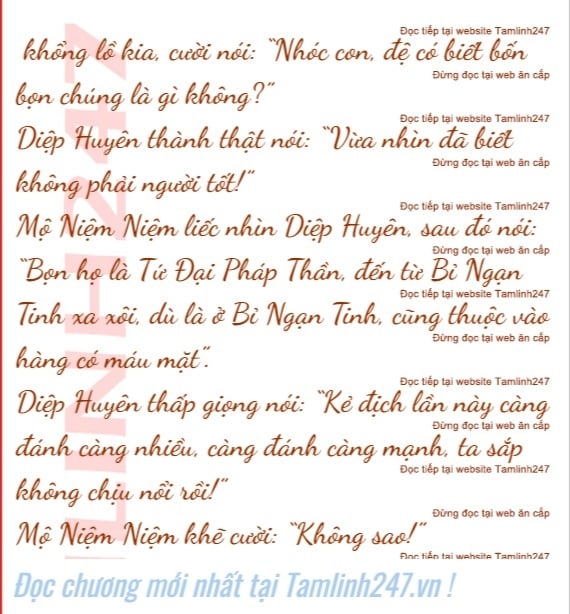 Đọc tiếp tại website Tamlinh247
khổng lồ kia, cười nói: "Nhóc con, đệ có biết bốn
Đừng đọc tại web ăn cắp
bọn chúng là gì không?"
Đọc tiếp tại website Tamlinh247
Diệp Huyên thành thật nói: "Vừa nhìn đã biết
Đừng đọc tại web ăn cắp
không phải người tốt!"
Đọc tiếp tại website Tamlinh247
Mộ Niệm Niệm liếc nhìn Diệp Huyên, sau đó nói:
Đừng đọc tại web ăn cắp
"Bọn họ là Tứ Đại Pháp Thần, đến từ Bỉ Ngạn
Đọc tiếp tại website Tamlinh247
Tinh xa xôi, dù là ở Bỉ Ngạn Tinh, cũng thuộc vào
Đừng đọc tại web ăn cắp
hàng có máu mặt".
Đọc tiếp tại website Tamlinh247
Diệp Huyên thấp giọng nói: "Kẻ địch lần này càng
Đừng đọc tại web ăn cắp
đánh càng nhiều, càng đánh càng mạnh, ta sắp
Đọc tiếp tại website Tamlinh247
không chịu nổi rồi!"
Đừng đọc tại web ăn cắp
Mộ Niệm Niệm khẽ cười: "Không sao!"
Đọc tiếp tại website Tamlinh247
LINH247
Đọc chương mới nhất tại Tamlinh247.vn !